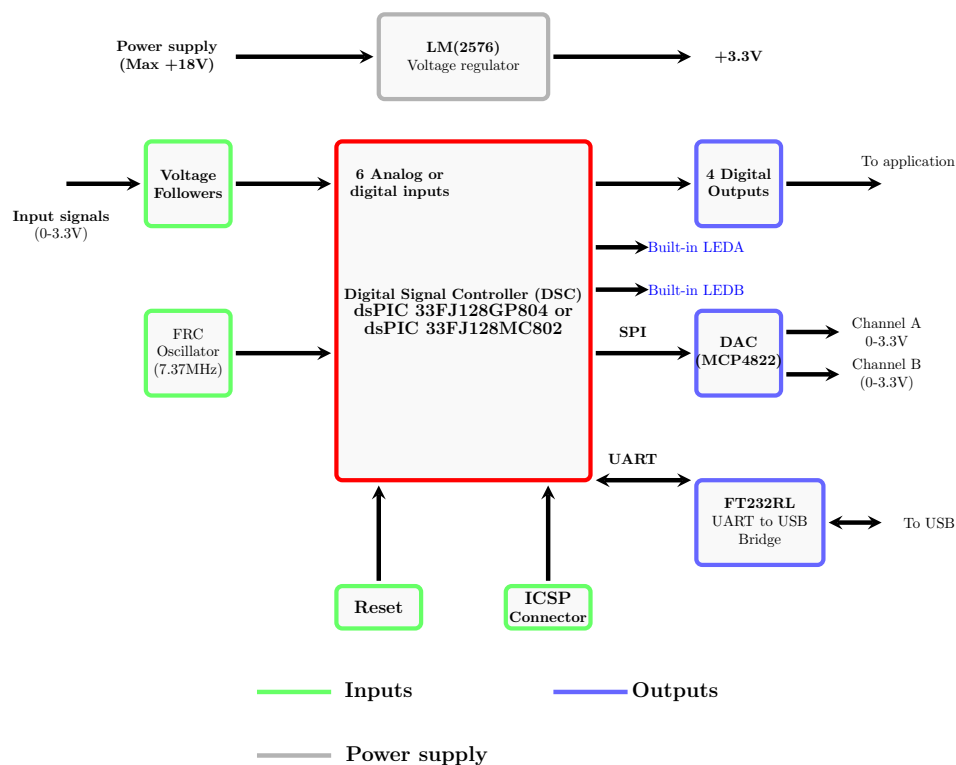 Power supply
(Max +18V)
LM(2576)
Voltage regulator
+3.3V
Input signals
(0-3.3V)
Voltage
Followers
6 Analog or
digital inputs
4 Digital
Outputs
To application
Built-in LEDA
Built-in LEDB
Digital Signal Controller (DSC)
dsPIC 33FJ128GP804 or
dsPIC 33FJ128MC802
FRC
Oscillator
(7.37MHz)
SPI
DAC
(MCP4822)
Channel A
0-3.3V
Channel B
(0-3.3V)
UART
FT232RL
UART to USB
Bridge
To USB
Reset
ICSP
Connector
Inputs
Outputs
Power supply